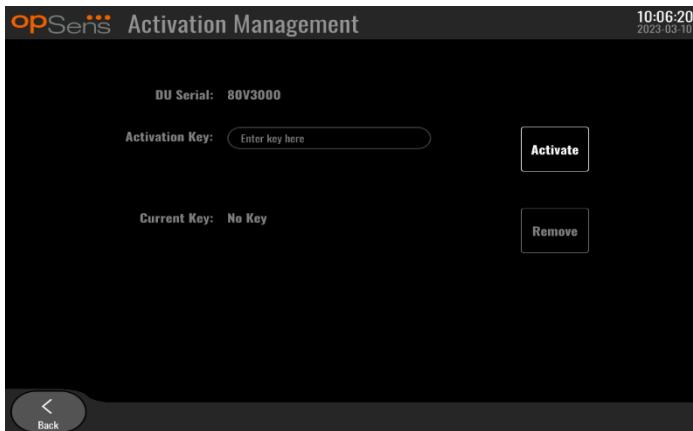 opSens Activation Management 10:06:20
2023-03-10
DU Serial: 80V3000
Activation Key: Enter key here
Activate
Current Key: No Key
Remove
Back